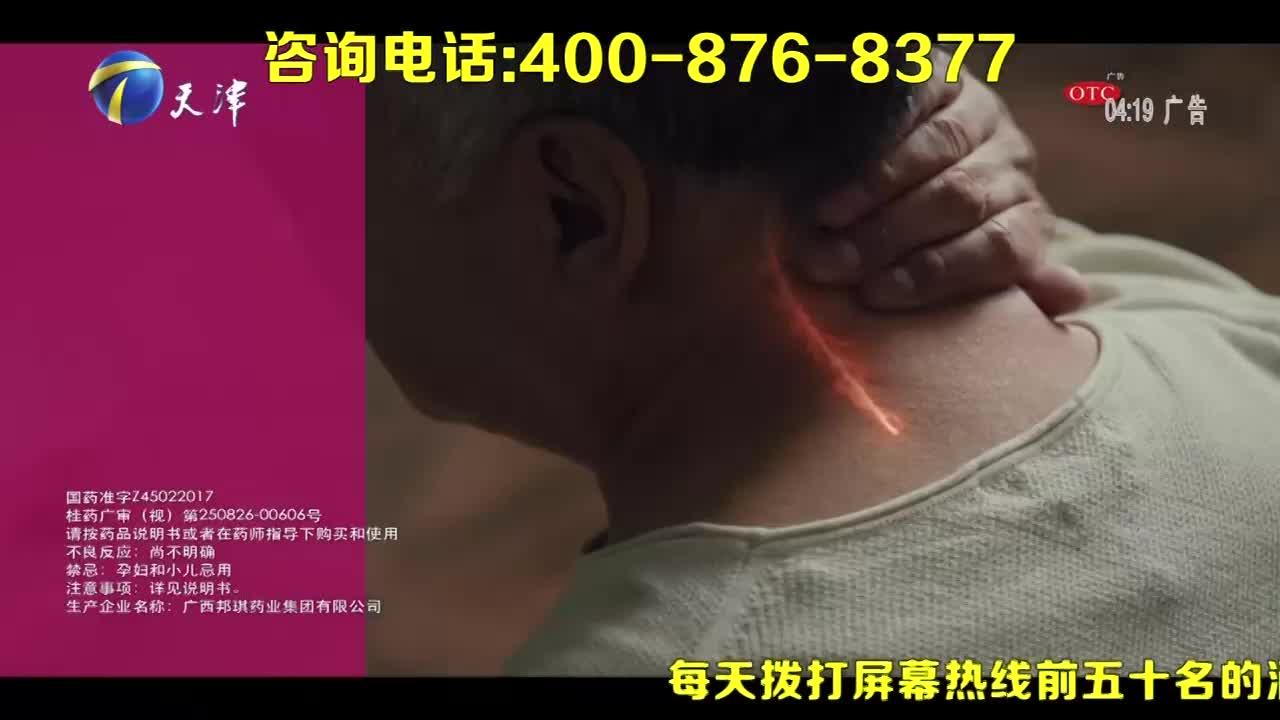 咨询电话:400-876-8377
天津
广告
OTC
04:19 广告
国药准字Z45022017
桂药广审（视）第250826-00606号
请按药品说明书或者在药师指导下购买和使用
不良反应：尚不明确
禁忌：孕妇和小儿忌用
注意事项：详见说明书。
生产企业名称：广西邦琪药业集团有限公司
每天拨打屏幕热线前五十名的